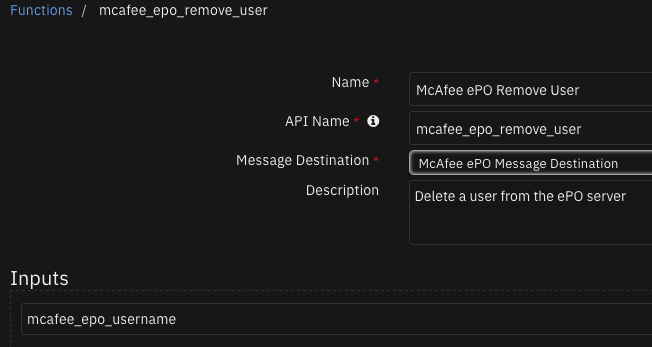 Functions / mcafee_epo_remove_user
Name * McAfee ePO Remove User
API Name * mcafee_epo_remove_user
Message Destination * McAfee ePO Message Destination
Description Delete a user from the ePO server
Inputs
mcafee_epo_username